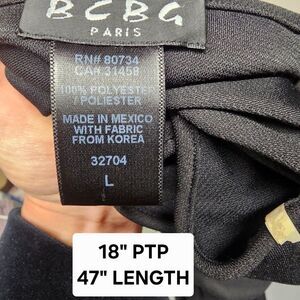 BCBG
PARIS
RN# 80734
CA# 31459
100% POLYESTER
/ POLIESTER
MADE IN MEXICO
WITH FABRIC
FROM KOREA
32704
L
18" PTP
47" LENGTH